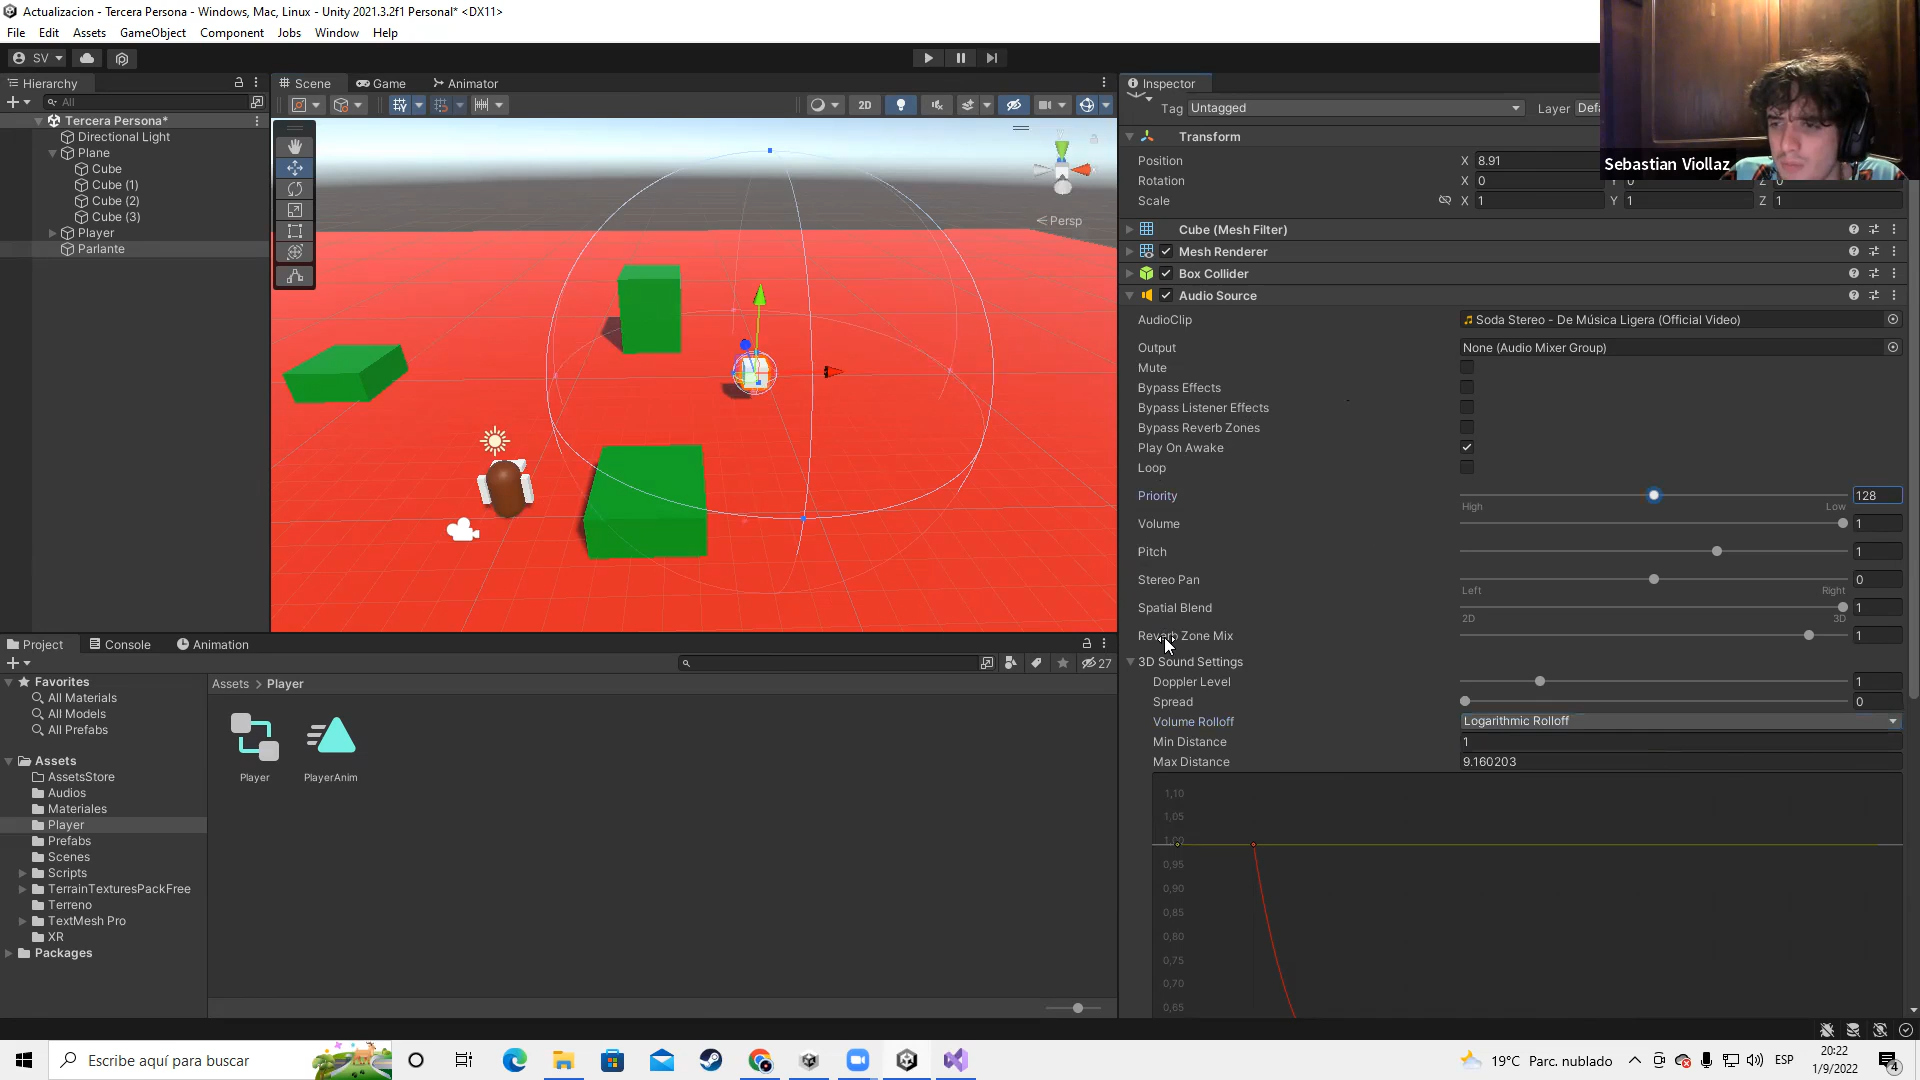 Actualizacion - Tercera Persona - Windows, Mac, Linux - Unity 2021.3.2f1 Personal* <DX11>
File Edit Assets GameObject Component Jobs Window Help
SV
Hierarchy
All
Tercera Persona*
Directional Light
Plane
Cube
Cube (1)
Cube (2)
Cube (3)
Player
Parlante
Scene Game Animator
2D
Persp
Inspector
Tag Untagged Layer
Transform
Position X 8.91
Rotation X 0 Y 0 Z 0
Scale X 1 Y 1 Z 1
Cube (Mesh Filter)
Mesh Renderer
Box Collider
Audio Source
AudioClip Soda Stereo - De Música Ligera (Official Video)
Output None (Audio Mixer Group)
Mute
Bypass Effects
Bypass Listener Effects
Bypass Reverb Zones
Play On Awake
Loop
Priority 128
High Low
Volume 1
Pitch 1
Stereo Pan 0
Left Right
Spatial Blend 1
2D 3D
Reverb Zone Mix 1
3D Sound Settings
Doppler Level 1
Spread 0
Volume Rolloff Logarithmic Rolloff
Min Distance 1
Max Distance 9.160203
1,10
1,05
1,00
0,95
0,90
0,85
0,80
0,75
0,70
0,65
Sebastian Viollaz
Project Console Animation
27
Favorites
All Materials
All Models
All Prefabs
Assets
AssetsStore
Audios
Materiales
Player
Prefabs
Scenes
Scripts
TerrainTexturesPackFree
Terreno
TextMesh Pro
XR
Packages
Assets > Player
Player PlayerAnim
Escribe aquí para buscar
19°C Parc. nublado
ESP
20:22
1/9/2022
4